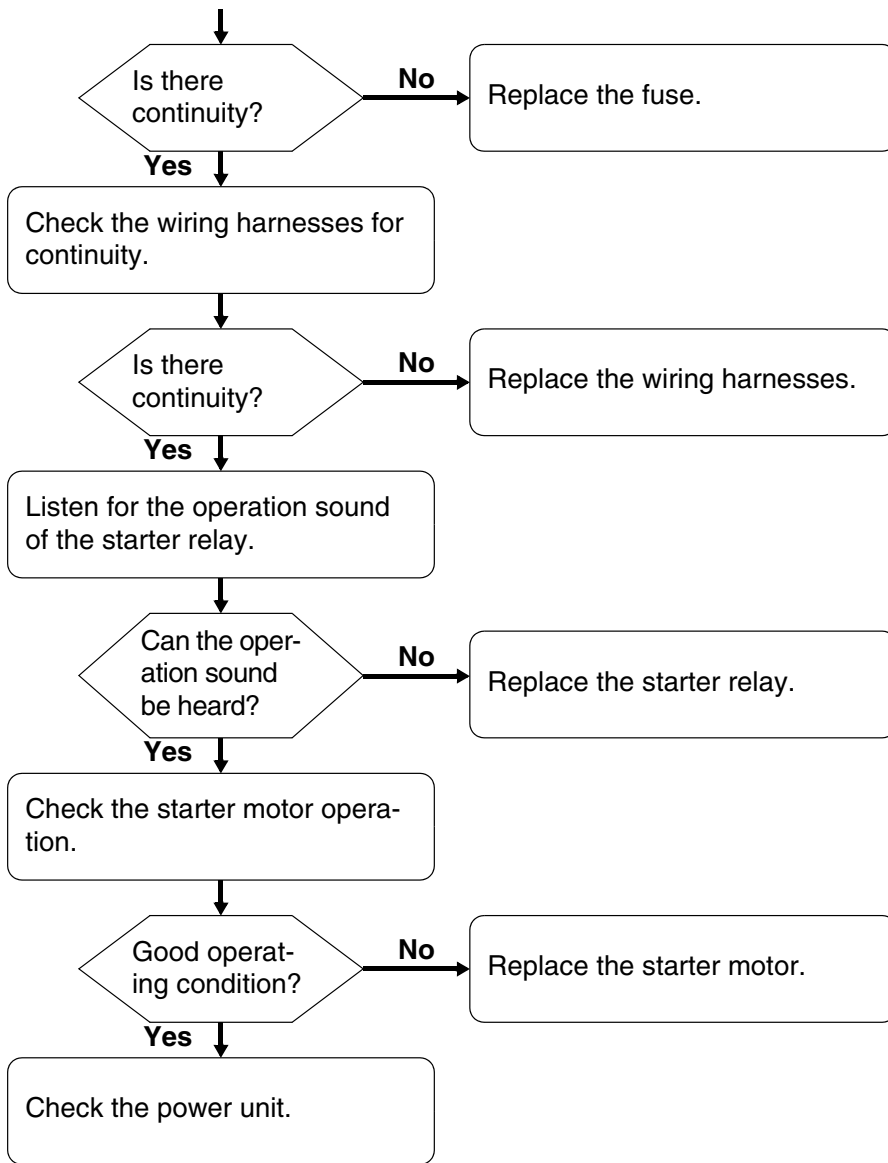 Is there
continuity?
No
Replace the fuse.
Yes
Check the wiring harnesses for
continuity.
Is there
continuity?
No
Replace the wiring harnesses.
Yes
Listen for the operation sound
of the starter relay.
Can the oper-
ation sound
be heard?
No
Replace the starter relay.
Yes
Check the starter motor opera-
tion.
Good operat-
ing condition?
No
Replace the starter motor.
Yes
Check the power unit.